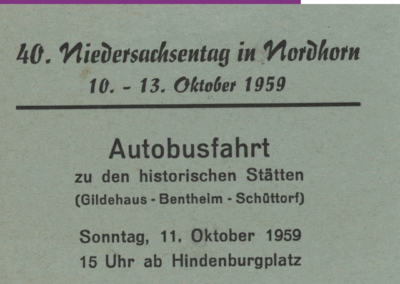 40. Niedersachsentag in Nordhorn
10. - 13. Oktober 1959
Autobusfahrt
zu den historischen Stätten
(Gildehaus - Bentheim - Schüttorf)
Sonntag, 11. Oktober 1959
15 Uhr ab Hindenburgplatz